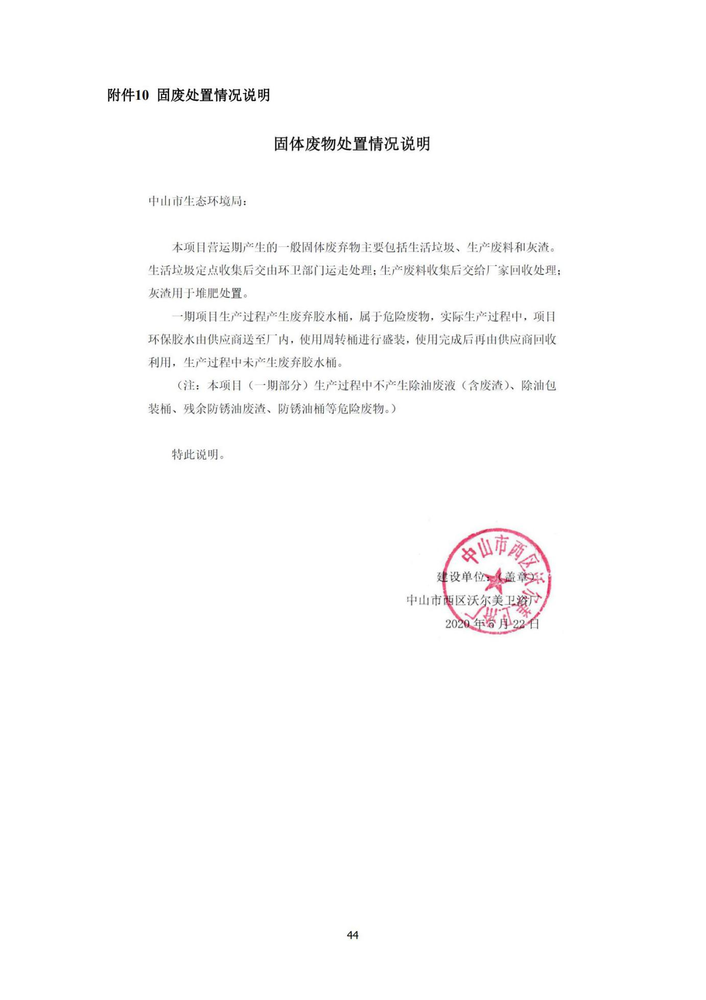 附件10 固废处置情况说明
固体废物处置情况说明
中山市生态环境局：
本项目营运期产生的一般固体废弃物主要包括生活垃圾、生产废料和灰渣。
生活垃圾定点收集后交由环卫部门运走处理；生产废料收集后交给厂家回收处理；
灰渣用于堆肥处置。
一期项目生产过程产生废弃胶水桶，属于危险废物，实际生产过程中，项目
环保胶水由供应商送至厂内，使用周转桶进行盛装，使用完成后再由供应商回收
利用，生产过程中未产生废弃胶水桶。
（注：本项目（一期部分）生产过程中不产生除油废液（含废渣）、除油包
装桶、残余防锈油废渣、防锈油桶等危险废物。）
特此说明。
中山市西区沃尔美卫浴厂
建设单位：（盖章）
中山市西区沃尔美卫浴厂
2020 年 5 月 22 日
44